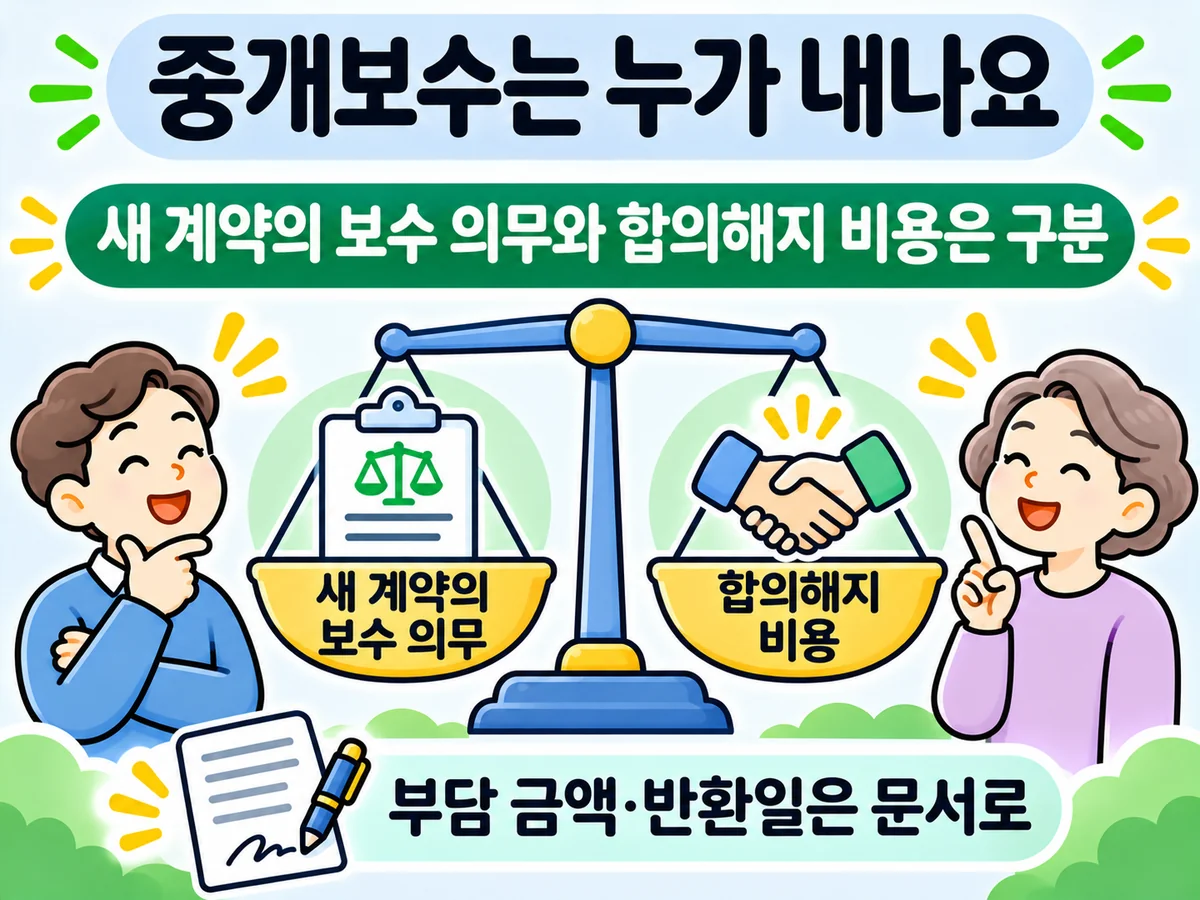 중개보수는 누가 내나요
새 계약의 보수 의무와 합의해지 비용은 구분
새 계약의
보수 의무
합의해지
비용
부담 금액·반환일은 문서로